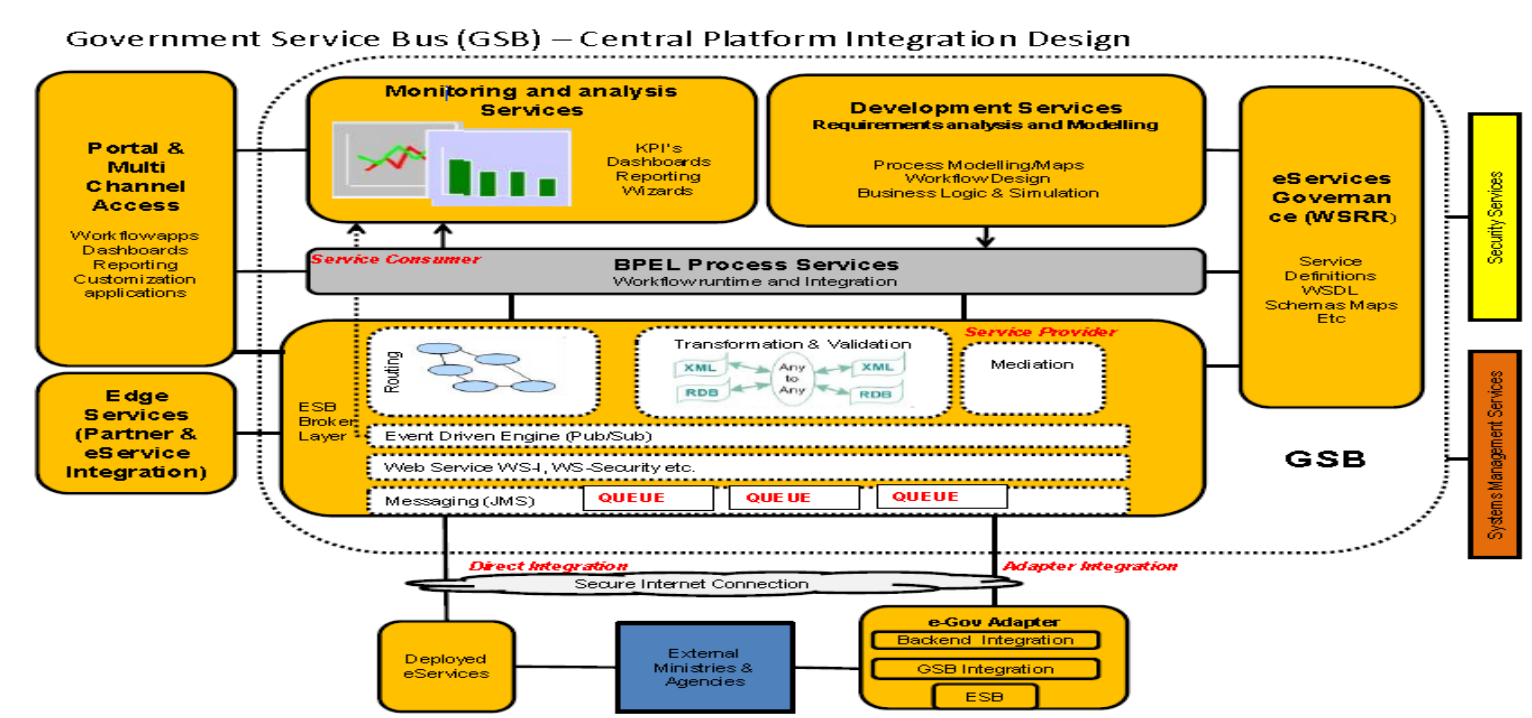 Government Service Bus (GSB) – Central Platform Integration Design
Portal &
Multi
Channel
Access
Workflowapps
Dashboards
Reporting
Customization
applications
Edge
Services
(Partner &
eService
Integration)
Monitoring and analysis
Services
KPI's
Dashboards
Reporting
Wizards
Development Services
Requirements analysis and Modelling
Process Modelling/Maps
Workflow Design
Business Logic & Simulation
Service Consumer
BPEL Process Services
Workflow runtime and Integration
Service Provider
Routing
Transformation & Validation
XML
RDB
Any
to
Any
XML
RDB
Mediation
ESB
Broker
Layer
Event Driven Engine (Pub/Sub)
Web Service WS-I, WS-Security etc.
Messaging (JMS)
QUEUE
QUEUE
QUEUE
eServices
Governan
ce (WSRR)
Service
Definitions
WSDL
Schemas Maps
Etc
GSB
Security Services
Systems Management Services
Direct Integration
Adapter Integration
Secure Internet Connection
Deployed
eServices
External
Ministries &
Agencies
e-Gov Adapter
Backend Integration
GSB Integration
ESB